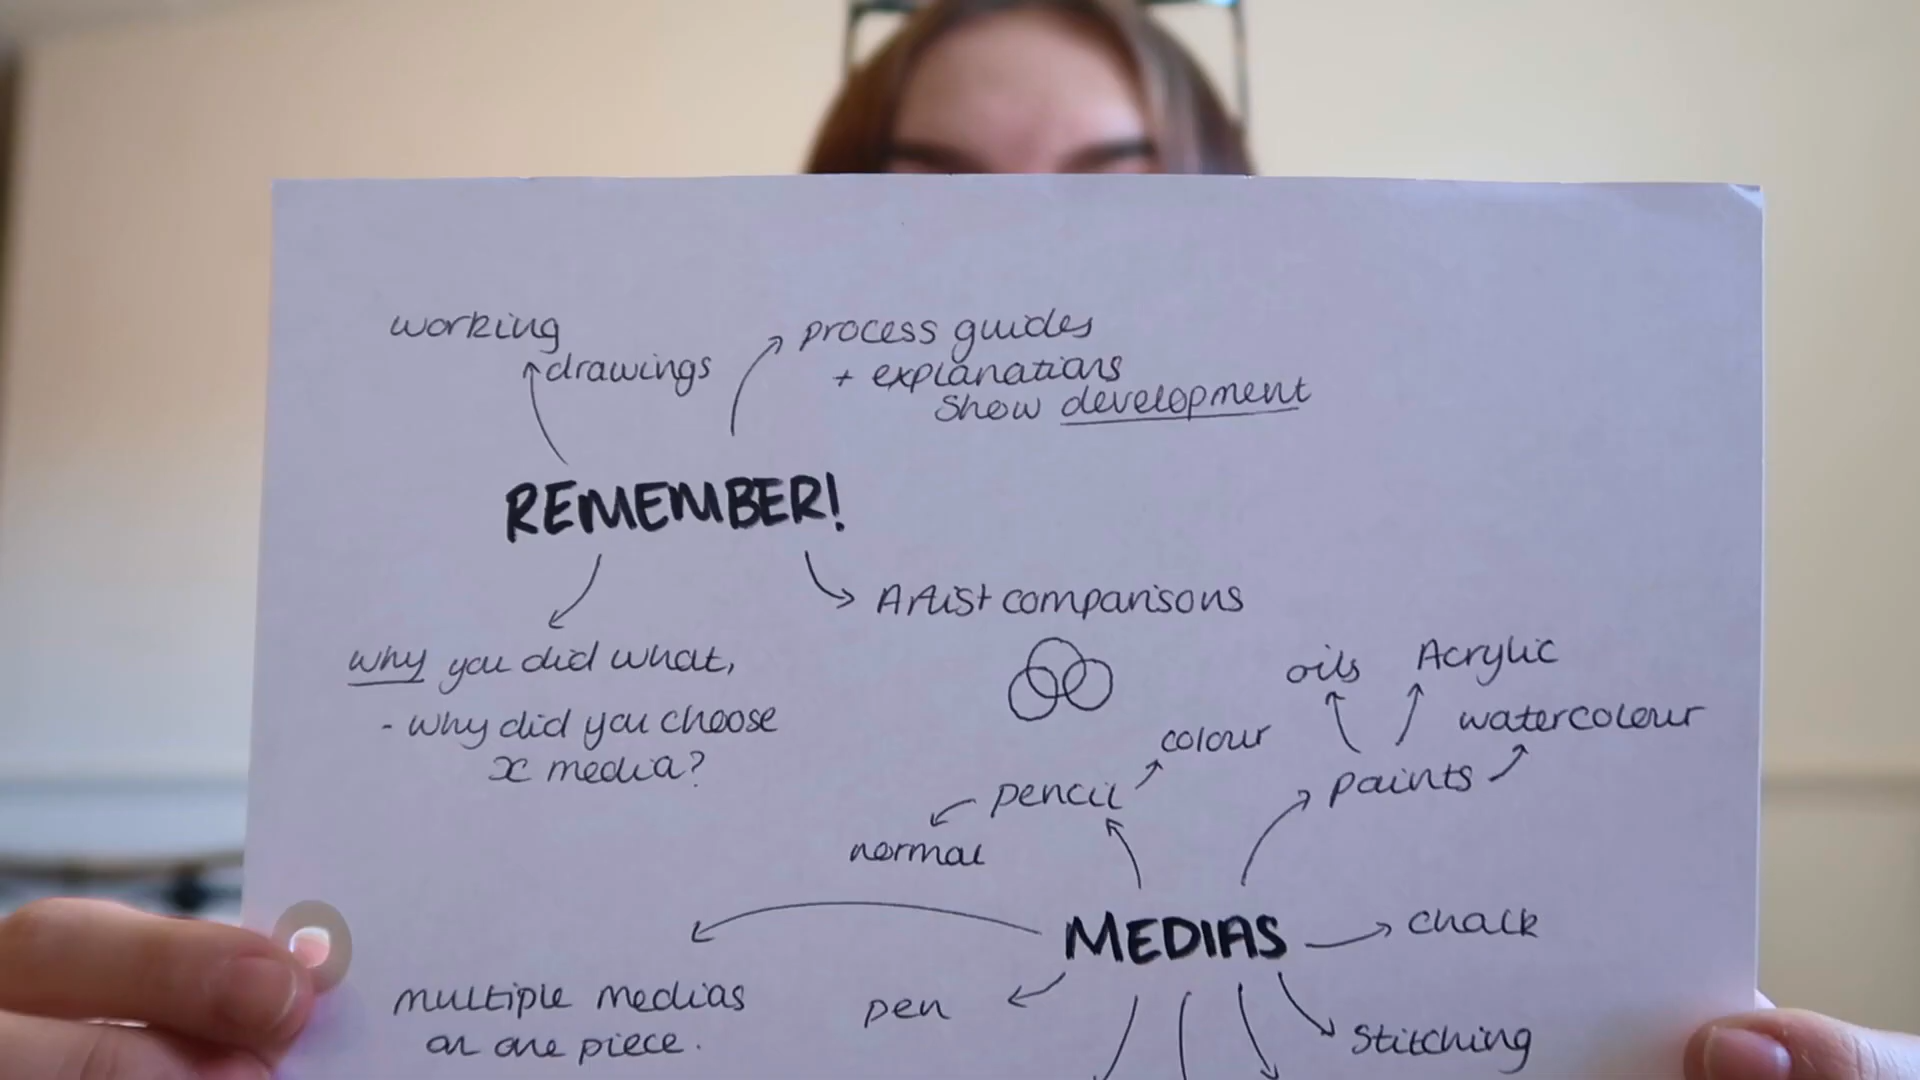 working
drawings
process guides
+ explanations
Show development
REMEMBER!
Artist comparisons
why you did what,
- why did you choose
x media?
oils
Acrylic
watercolour
colour
pencil
paints
normal
MEDIAS
chalk
multiple medias
on one piece.
pen
Stitching